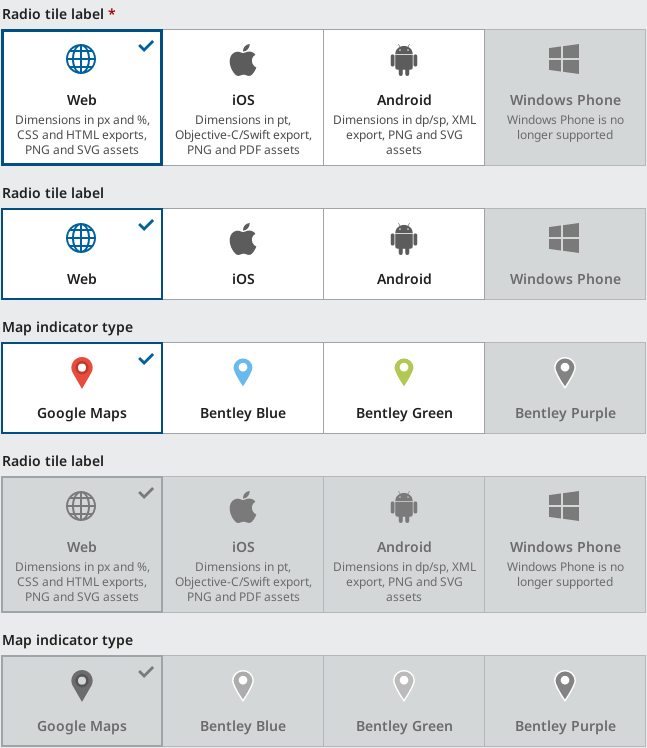 Radio tile label *
Web
Dimensions in px and %,
CSS and HTML exports,
PNG and SVG assets
iOS
Dimensions in pt,
Objective-C/Swift export,
PNG and PDF assets
Android
Dimensions in dp/sp, XML
export, PNG and SVG
assets
Windows Phone
Windows Phone is no
longer supported
Radio tile label
Web
iOS
Android
Windows Phone
Map indicator type
Google Maps
Bentley Blue
Bentley Green
Bentley Purple
Radio tile label
Web
Dimensions in px and %,
CSS and HTML exports,
PNG and SVG assets
iOS
Dimensions in pt,
Objective-C/Swift export,
PNG and PDF assets
Android
Dimensions in dp/sp, XML
export, PNG and SVG
assets
Windows Phone
Windows Phone is no
longer supported
Map indicator type
Google Maps
Bentley Blue
Bentley Green
Bentley Purple